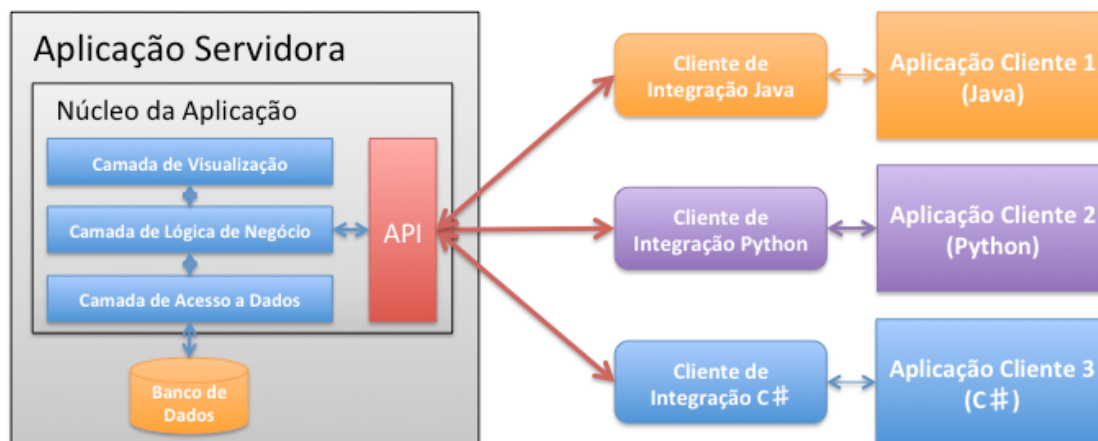 Aplicação Servidora
Núcleo da Aplicação
Camada de Visualização
Camada de Lógica de Negócio
Camada de Acesso a Dados
API
Banco de
Dados
Cliente de
Integração Java
Aplicação Cliente 1
(Java)
Cliente de
Integração Python
Aplicação Cliente 2
(Python)
Cliente de
Integração C#
Aplicação Cliente 3
(C#)